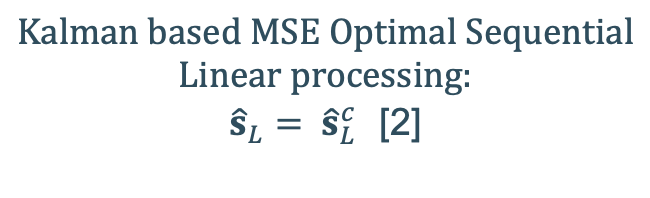 Kalman based MSE Optimal Sequential
Linear processing:
ŝ_L = ŝ_L^c [2]